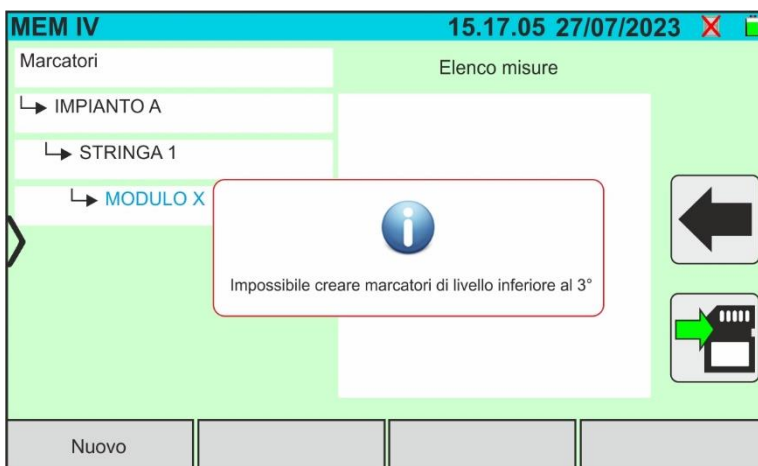 MEM IV 15.17.05 27/07/2023
Marcatori
Elenco misure
IMPIANTO A
STRINGA 1
MODULO X
Impossibile creare marcatori di livello inferiore al 3°
Nuovo